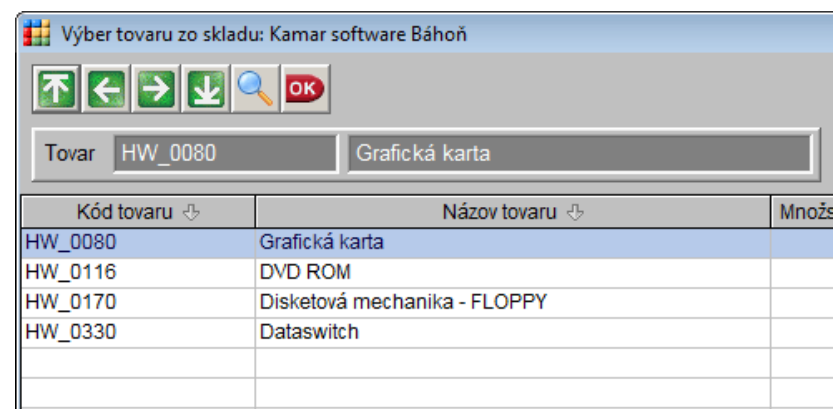 Výber tovaru zo skladu: Kamar software Báhoň
OK
Tovar HW_0080 Grafická karta
Kód tovaru Názov tovaru
HW_0080 Grafická karta
HW_0116 DVD ROM
HW_0170 Disketová mechanika - FLOPPY
HW_0330 Dataswitch